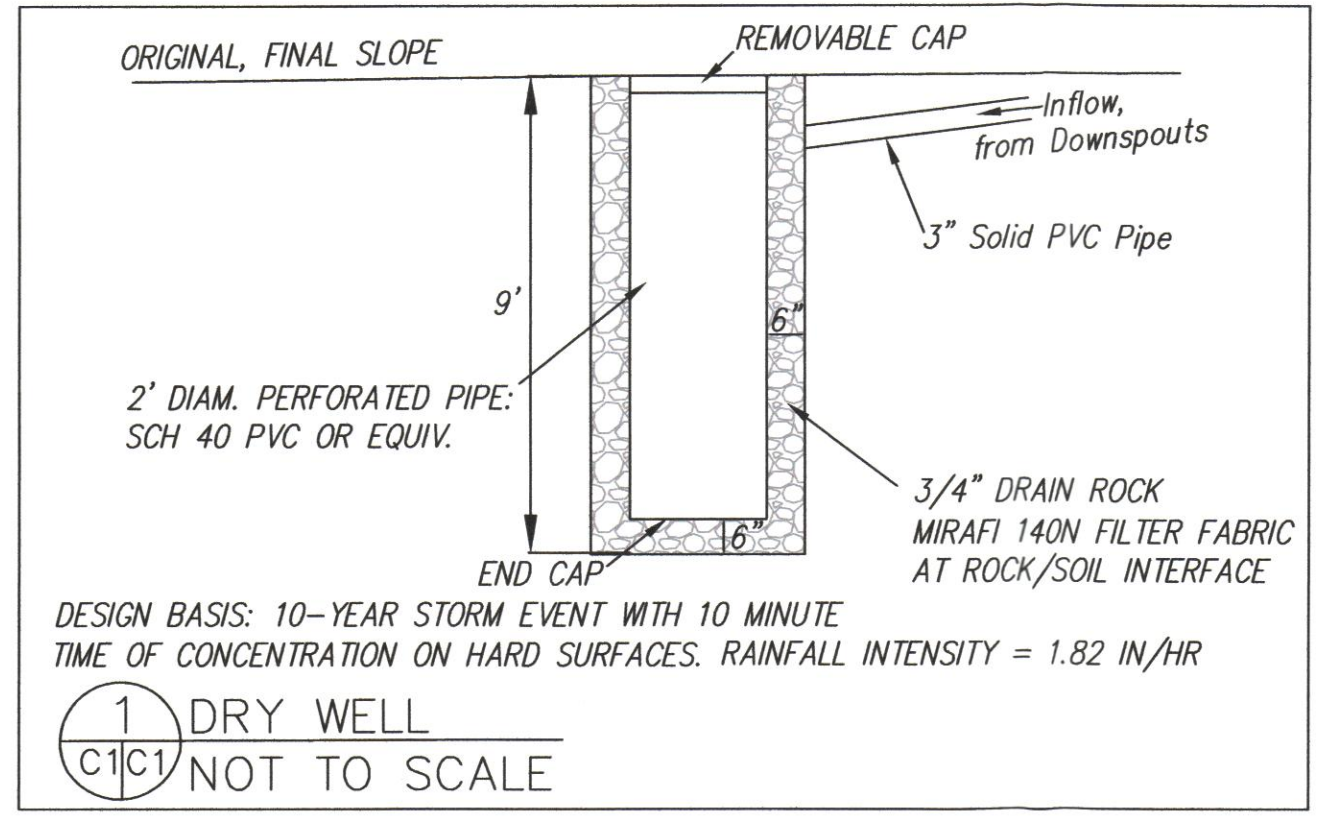 ORIGINAL, FINAL SLOPE
REMOVABLE CAP
Inflow,
from Downspouts
3" Solid PVC Pipe
9'
6"
2' DIAM. PERFORATED PIPE:
SCH 40 PVC OR EQUIV.
3/4" DRAIN ROCK
MIRAFI 140N FILTER FABRIC
AT ROCK/SOIL INTERFACE
6"
END CAP
DESIGN BASIS: 10-YEAR STORM EVENT WITH 10 MINUTE
TIME OF CONCENTRATION ON HARD SURFACES. RAINFALL INTENSITY = 1.82 IN/HR
1
C1 C1
DRY WELL
NOT TO SCALE